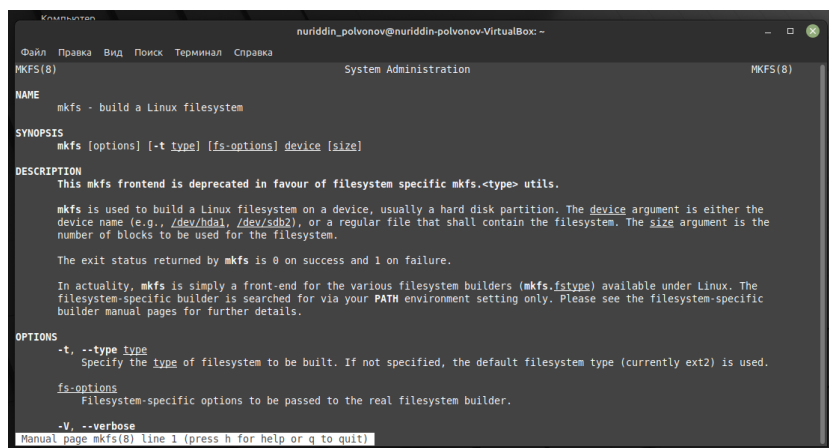 Компьютер
nuriddin_polvonov@nuriddin-polvonov-VirtualBox: ~
Файл Правка Вид Поиск Терминал Справка
MKFS(8) System Administration MKFS(8)
NAME
mkfs - build a Linux filesystem
SYNOPSIS
mkfs [options] [-t type] [fs-options] device [size]
DESCRIPTION
This mkfs frontend is deprecated in favour of filesystem specific mkfs.<type> utils.
mkfs is used to build a Linux filesystem on a device, usually a hard disk partition. The device argument is either the
device name (e.g., /dev/hda1, /dev/sdb2), or a regular file that shall contain the filesystem. The size argument is the
number of blocks to be used for the filesystem.
The exit status returned by mkfs is 0 on success and 1 on failure.
In actuality, mkfs is simply a front-end for the various filesystem builders (mkfs.fstype) available under Linux. The
filesystem-specific builder is searched for via your PATH environment setting only. Please see the filesystem-specific
builder manual pages for further details.
OPTIONS
-t, --type type
Specify the type of filesystem to be built. If not specified, the default filesystem type (currently ext2) is used.
fs-options
Filesystem-specific options to be passed to the real filesystem builder.
-V, --verbose
Manual page mkfs(8) line 1 (press h for help or q to quit)